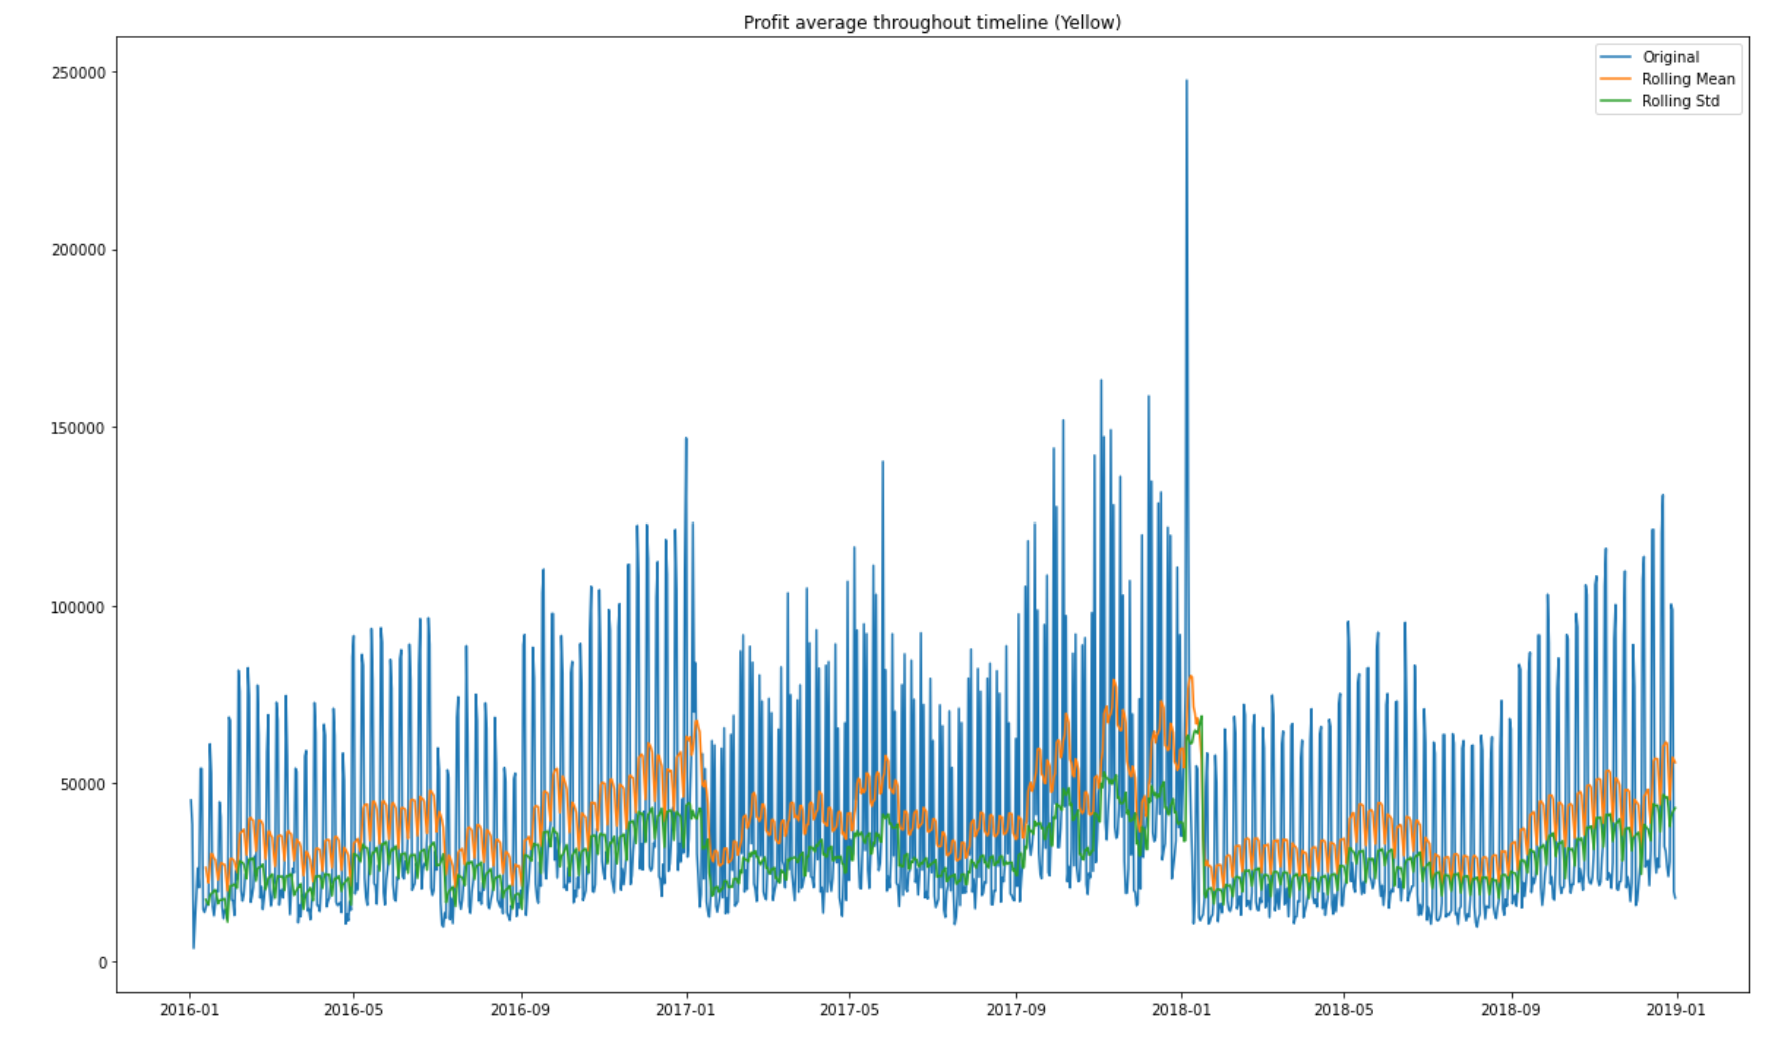 Profit average throughout timeline (Yellow)
Original
Rolling Mean
Rolling Std
250000
200000
150000
100000
50000
0
2016-01 2016-05 2016-09 2017-01 2017-05 2017-09 2018-01 2018-05 2018-09 2019-01